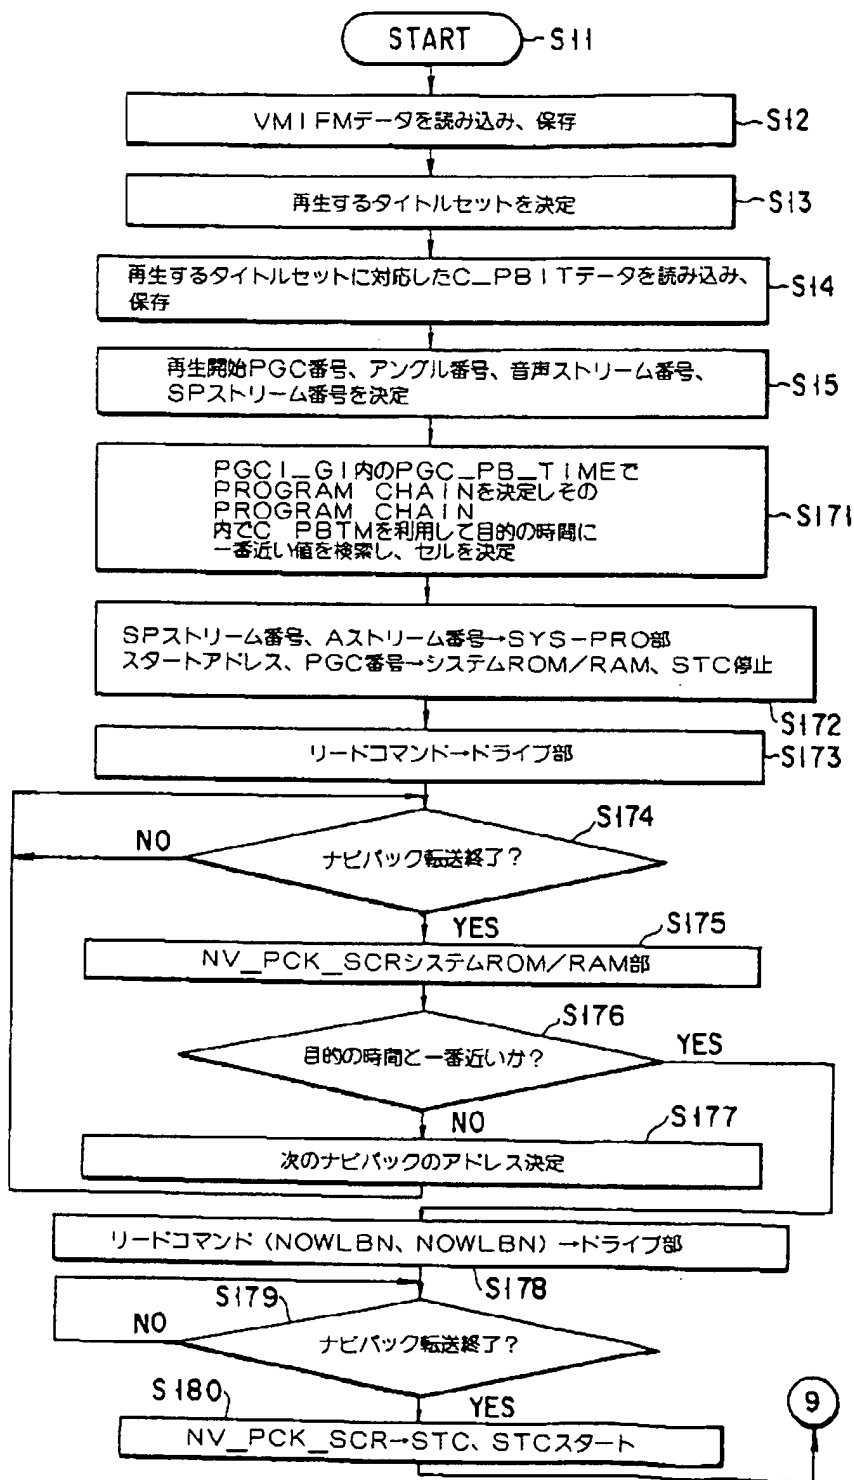 START
S11
VMIFMデータを読み込み、保存
S12
再生するタイトルセットを決定
S13
再生するタイトルセットに対応したC_PBITデータを読み込み、
保存
S14
再生開始PGC番号、アングル番号、音声ストリーム番号、
SPストリーム番号を決定
S15
PGCI_GI内のPGC_PB_TIMEで
PROGRAM CHAINを決定しその
PROGRAM CHAIN
内でC PBTMを利用して目的の時間に
一番近い値を検索し、セルを決定
S171
SPストリーム番号、Aストリーム番号→SYS-PRO部
スタートアドレス、PGC番号→システムROM/RAM、STC停止
S172
リードコマンド→ドライブ部
S173
S174
NO
ナビパック転送終了?
YES
S175
NV_PCK_SCRシステムROM/RAM部
S176
目的の時間と一番近いか?
YES
NO
S177
次のナビパックのアドレス決定
リードコマンド(NOWLBN、NOWLBN)→ドライブ部
S178
S179
NO
ナビパック転送終了?
YES
S180
NV_PCK_SCR→STC、STCスタート
9